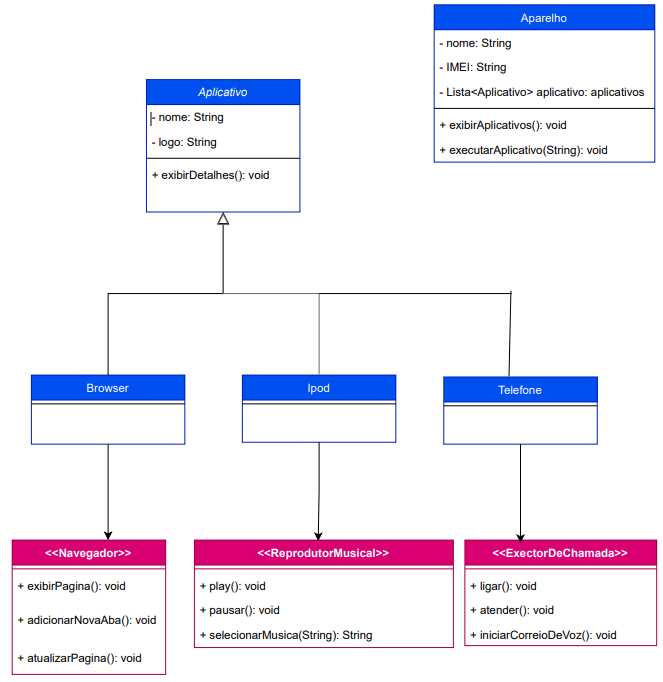 Aparelho
- nome: String
- IMEI: String
- Lista<Aplicativo> aplicativo: aplicativos
+ exibirAplicativos(): void
+ executarAplicativo(String): void
Aplicativo
- nome: String
- logo: String
+ exibirDetalhes(): void
Browser
Ipod
Telefone
<<Navegador>>
+ exibirPagina(): void
+ adicionarNovaAba(): void
+ atualizarPagina(): void
<<ReprodutorMusical>>
+ play(): void
+ pausar(): void
+ selecionarMusica(String): String
<<ExectorDeChamada>>
+ ligar(): void
+ atender(): void
+ iniciarCorreioDeVoz(): void